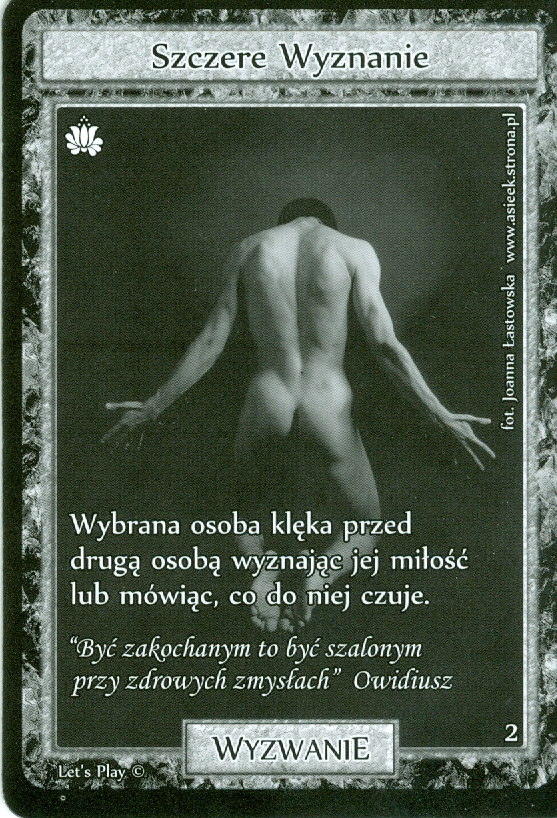 Szczere Wyznanie
fot. Joanna Łastowska www.asieek.strona.pl
Wybrana osoba klęka przed
drugą osobą wyznając jej miłość
lub mówiąc, co do niej czuje.
“Być zakochanym to być szalonym
przy zdrowych zmysłach” Owidiusz
2
WYZWANIE
Let's Play ©